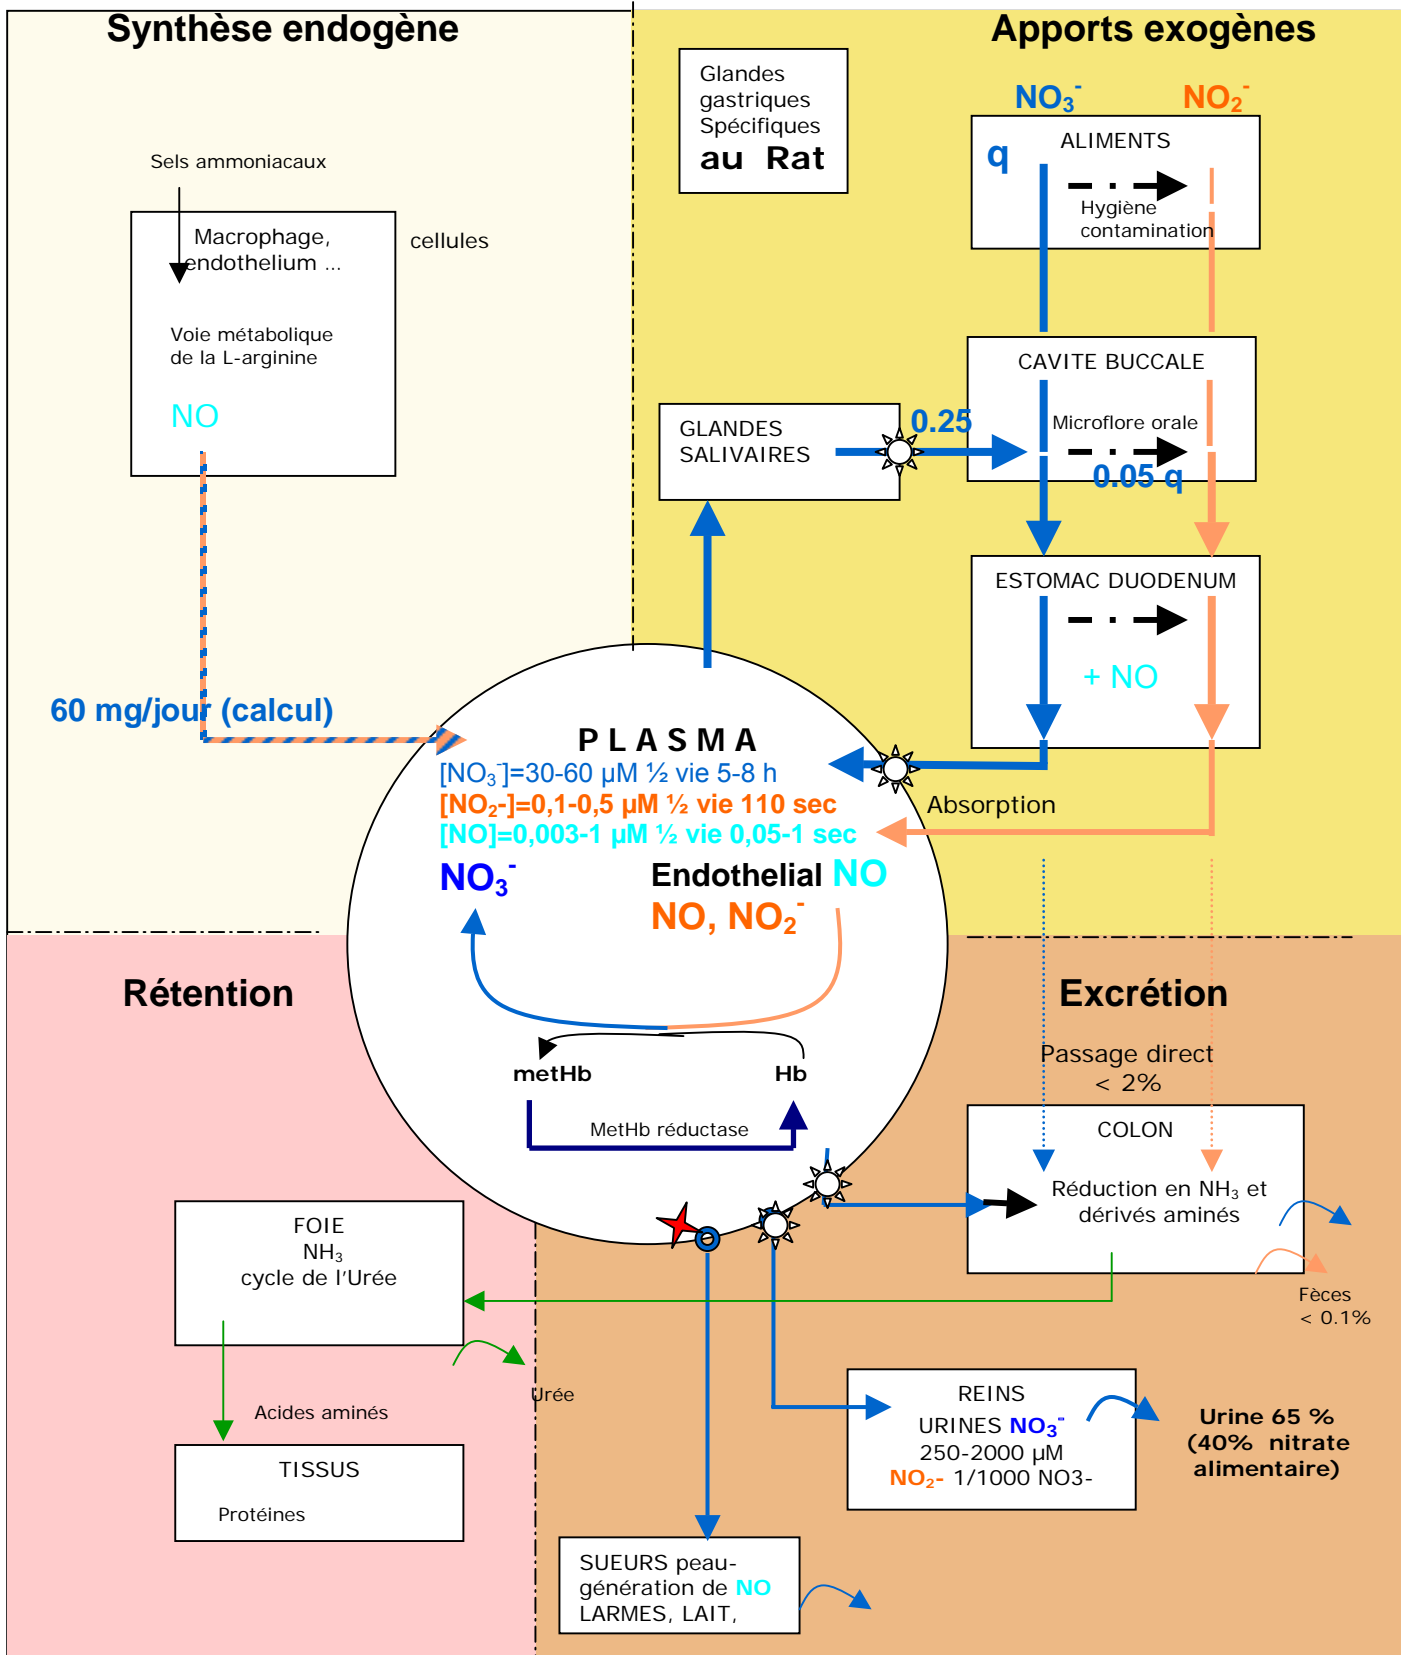 Synthèse endogène
Apports exogènes
Glandes
gastriques
Spécifiques
au Rat
NO₃⁻
NO₂⁻
ALIMENTS
q
Hygiène
contamination
Sels ammoniacaux
Macrophage,
endothelium ...
cellules
Voie métabolique
de la L-arginine
NO
CAVITE BUCCALE
GLANDES
SALIVAIRES
0.25
Microflore orale
0.05 q
ESTOMAC DUODENUM
+ NO
60 mg/jour (calcul)
PLASMA
[NO₃⁻]=30-60 µM ½ vie 5-8 h
[NO₂-]=0,1-0,5 µM ½ vie 110 sec
[NO]=0,003-1 µM ½ vie 0,05-1 sec
Absorption
NO₃⁻
Endothelial NO
NO, NO₂⁻
Rétention
Excrétion
Passage direct
< 2%
metHb
Hb
MetHb réductase
COLON
Réduction en NH₃ et
dérivés aminés
Fèces
< 0.1%
FOIE
NH₃
cycle de l'Urée
Urée
Acides aminés
TISSUS
Protéines
REINS
URINES NO₃⁻
250-2000 µM
NO₂- 1/1000 NO3-
Urine 65 %
(40% nitrate
alimentaire)
SUEURS peau-
génération de NO
LARMES, LAIT,